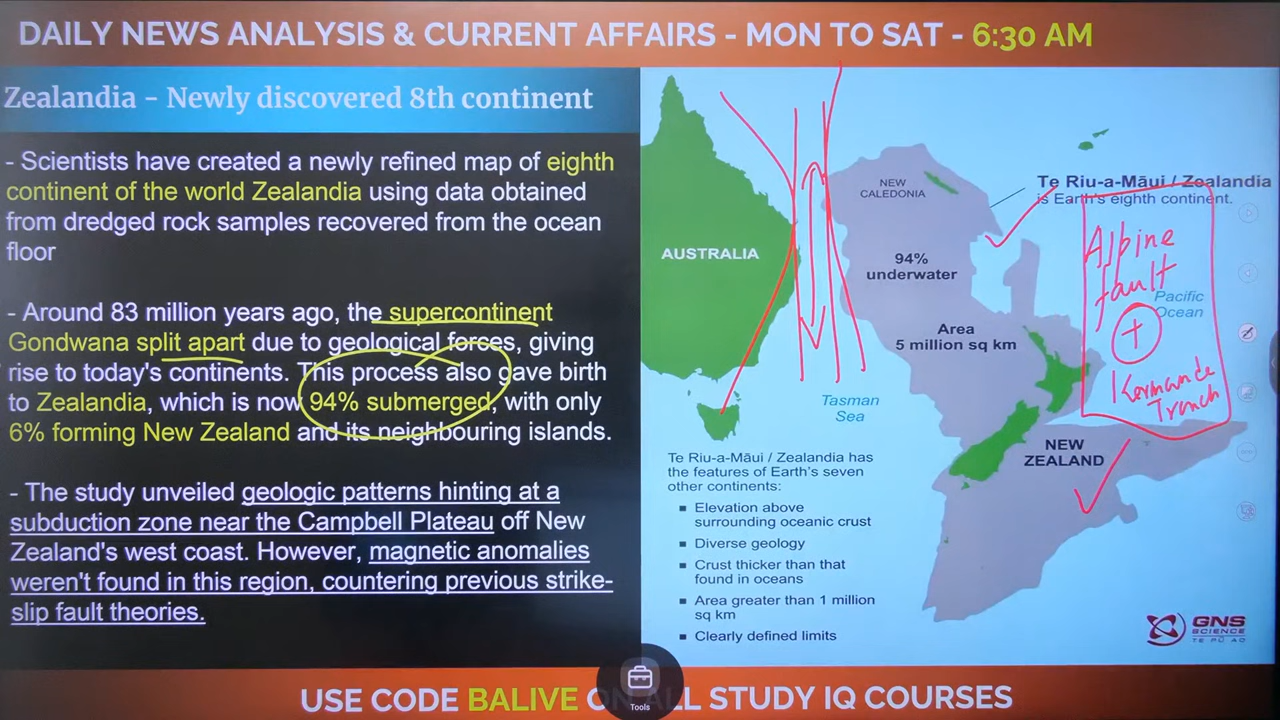 DAILY NEWS ANALYSIS & CURRENT AFFAIRS - MON TO SAT - 6:30 AM
Zealandia - Newly discovered 8th continent
- Scientists have created a newly refined map of eighth
continent of the world Zealandia using data obtained
from dredged rock samples recovered from the ocean
floor
- Around 83 million years ago, the supercontinent
Gondwana split apart due to geological forces, giving
rise to today's continents. This process also gave birth
to Zealandia, which is now 94% submerged, with only
6% forming New Zealand and its neighbouring islands.
- The study unveiled geologic patterns hinting at a
subduction zone near the Campbell Plateau off New
Zealand's west coast. However, magnetic anomalies
weren't found in this region, countering previous strike-
slip fault theories.
AUSTRALIA
NEW
CALEDONIA
Te Riu-a-Māui / Zealandia
is Earth's eighth continent.
94%
underwater
Area
5 million sq km
Alpine
fault
+
Kermande
Trench
Pacific
Ocean
Tasman
Sea
NEW
ZEALAND
Te Riu-a-Māui / Zealandia has
the features of Earth's seven
other continents:
▪ Elevation above
surrounding oceanic crust
▪ Diverse geology
▪ Crust thicker than that
found in oceans
▪ Area greater than 1 million
sq km
▪ Clearly defined limits
GNS
SCIENCE
TE PŪ AO
Tools
USE CODE BALIVE ON ALL STUDY IQ COURSES